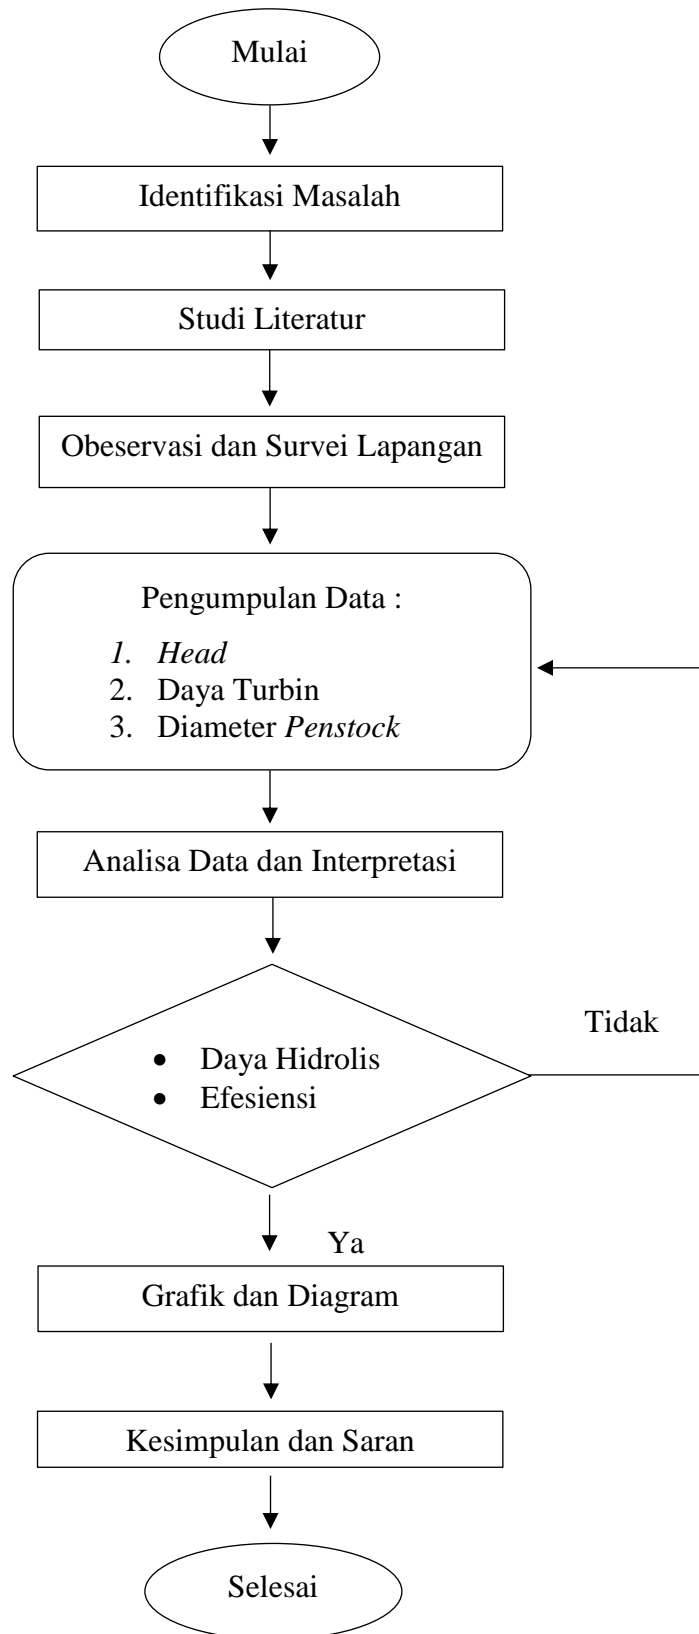 Mulai
Identifikasi Masalah
Studi Literatur
Obeservasi dan Survei Lapangan
Pengumpulan Data :
1. Head
2. Daya Turbin
3. Diameter Penstock
Analisa Data dan Interpretasi
Tidak
• Daya Hidrolis
• Efesiensi
Ya
Grafik dan Diagram
Kesimpulan dan Saran
Selesai